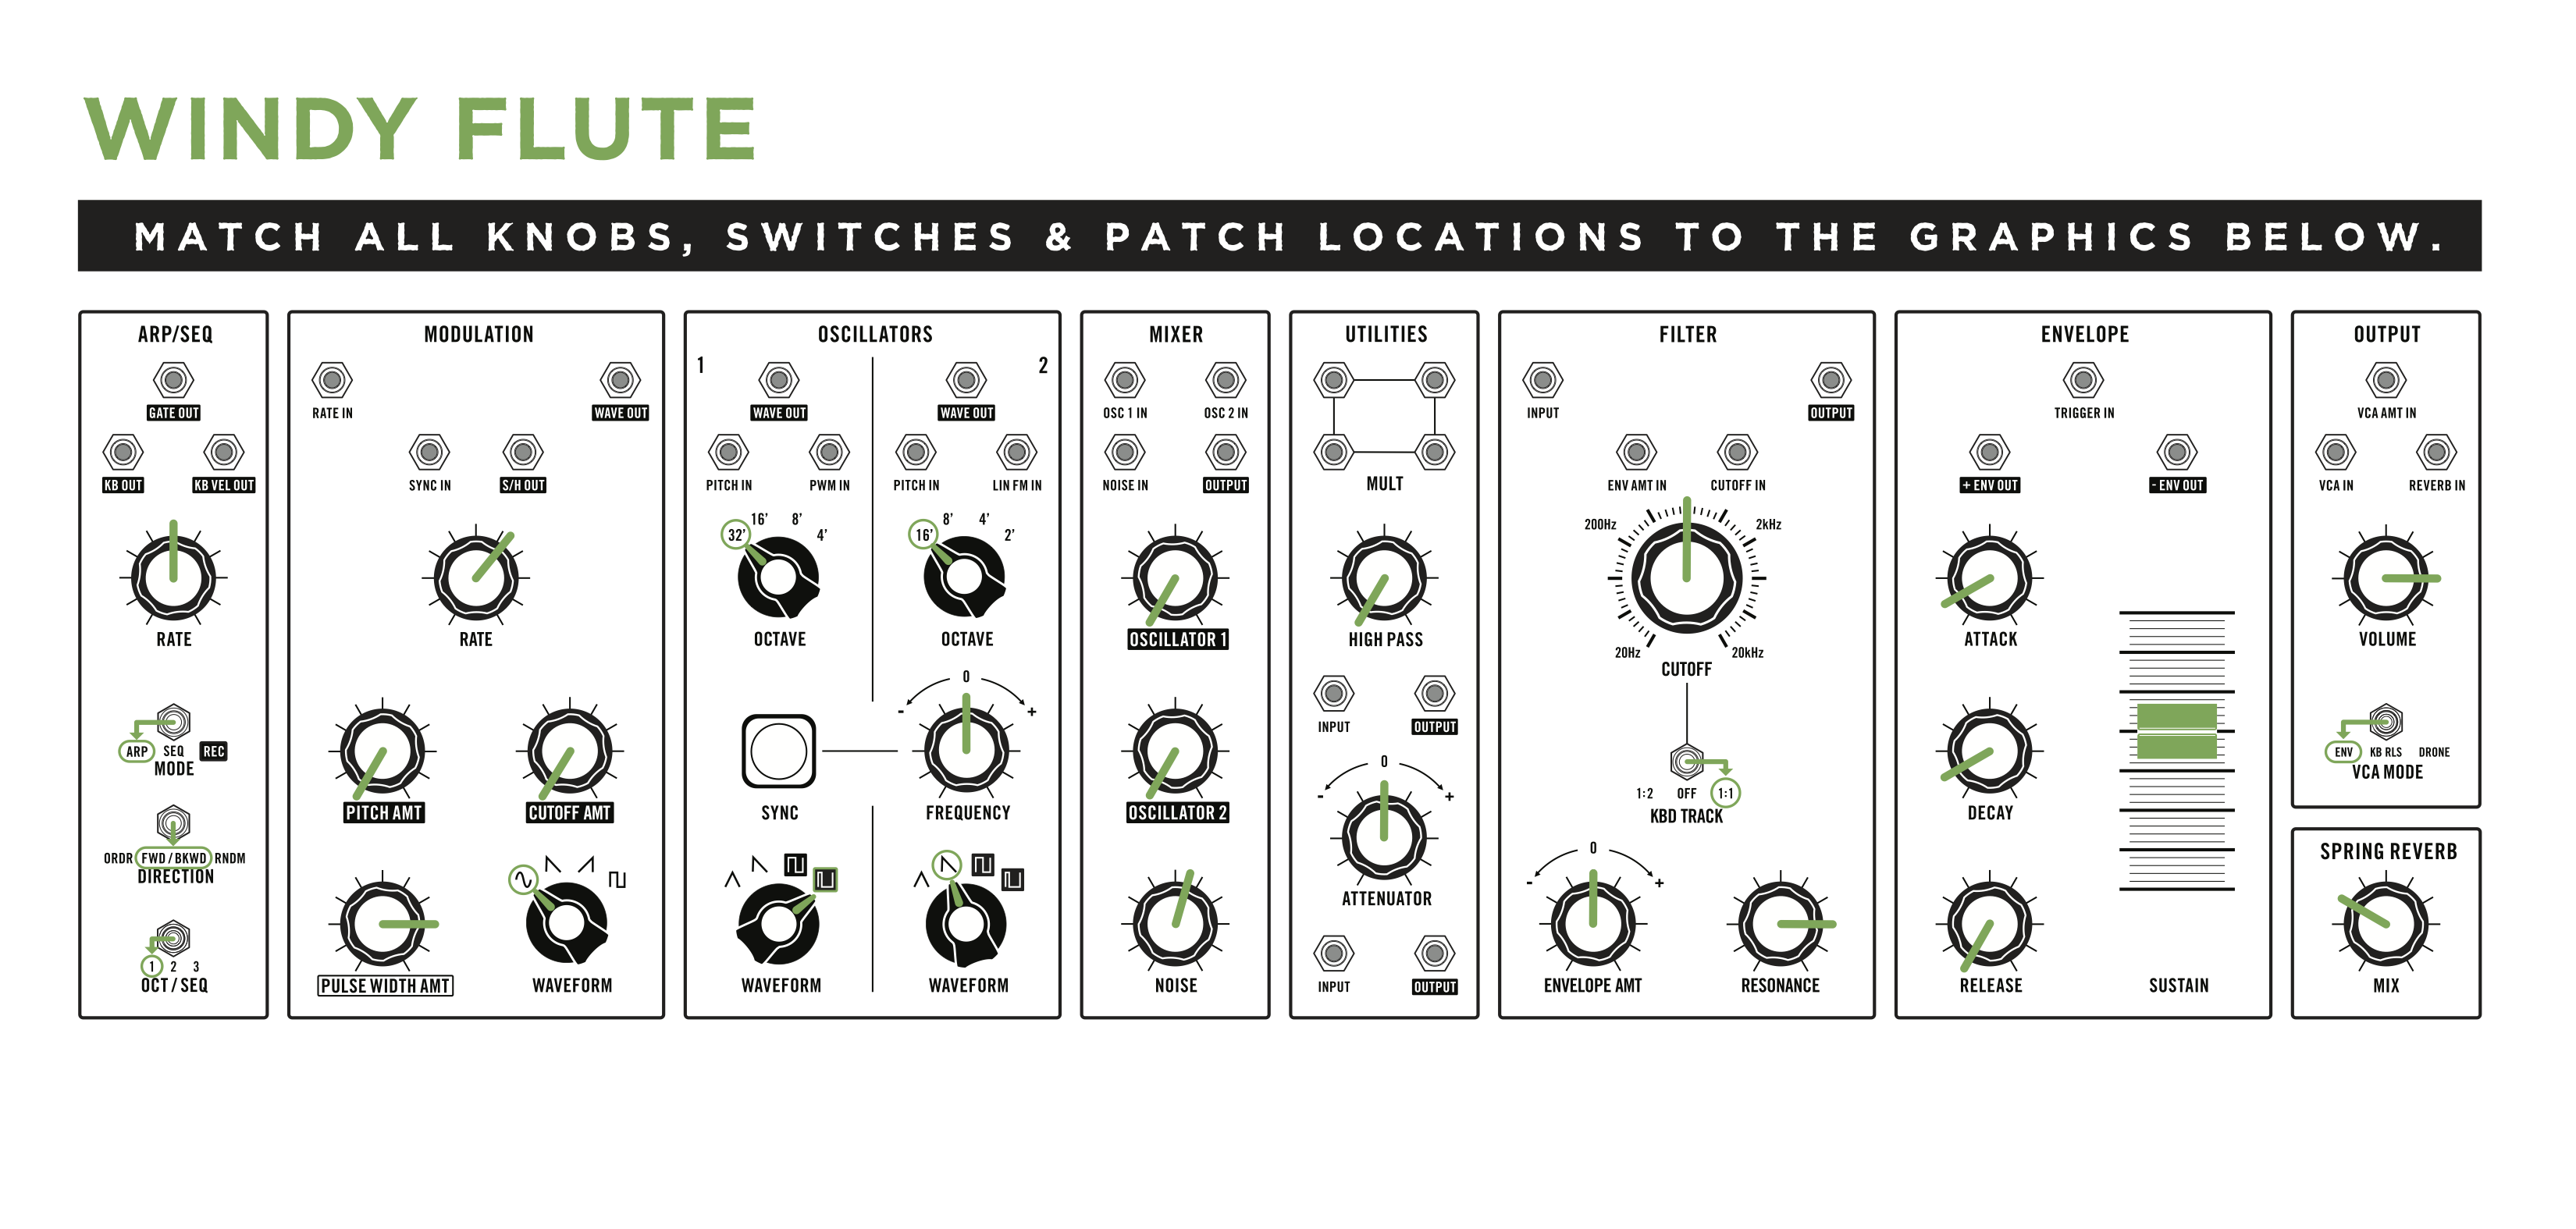 WINDY FLUTE
MATCH ALL KNOBS, SWITCHES & PATCH LOCATIONS TO THE GRAPHICS BELOW.
ARP/SEQ
GATE OUT
KB OUT KB VEL OUT
RATE
ARP SEQ REC
MODE
ORDR FWD / BKWD RNDM
DIRECTION
1 2 3
OCT / SEQ
MODULATION
RATE IN WAVE OUT
SYNC IN S/H OUT
RATE
PITCH AMT CUTOFF AMT
PULSE WIDTH AMT WAVEFORM
OSCILLATORS
1 2
WAVE OUT WAVE OUT
PITCH IN PWM IN PITCH IN LIN FM IN
16' 8' 8' 4'
32' 4' 16' 2'
OCTAVE OCTAVE
0
- +
SYNC FREQUENCY
WAVEFORM WAVEFORM
MIXER
OSC 1 IN OSC 2 IN
NOISE IN OUTPUT
OSCILLATOR 1
OSCILLATOR 2
NOISE
UTILITIES
MULT
HIGH PASS
INPUT OUTPUT
0
- +
ATTENUATOR
INPUT OUTPUT
FILTER
INPUT OUTPUT
ENV AMT IN CUTOFF IN
200Hz 2kHz
20Hz 20kHz
CUTOFF
1:2 OFF 1:1
KBD TRACK
0
- +
ENVELOPE AMT RESONANCE
ENVELOPE
TRIGGER IN
+ ENV OUT - ENV OUT
ATTACK
DECAY
RELEASE SUSTAIN
OUTPUT
VCA AMT IN
VCA IN REVERB IN
VOLUME
ENV KB RLS DRONE
VCA MODE
SPRING REVERB
MIX